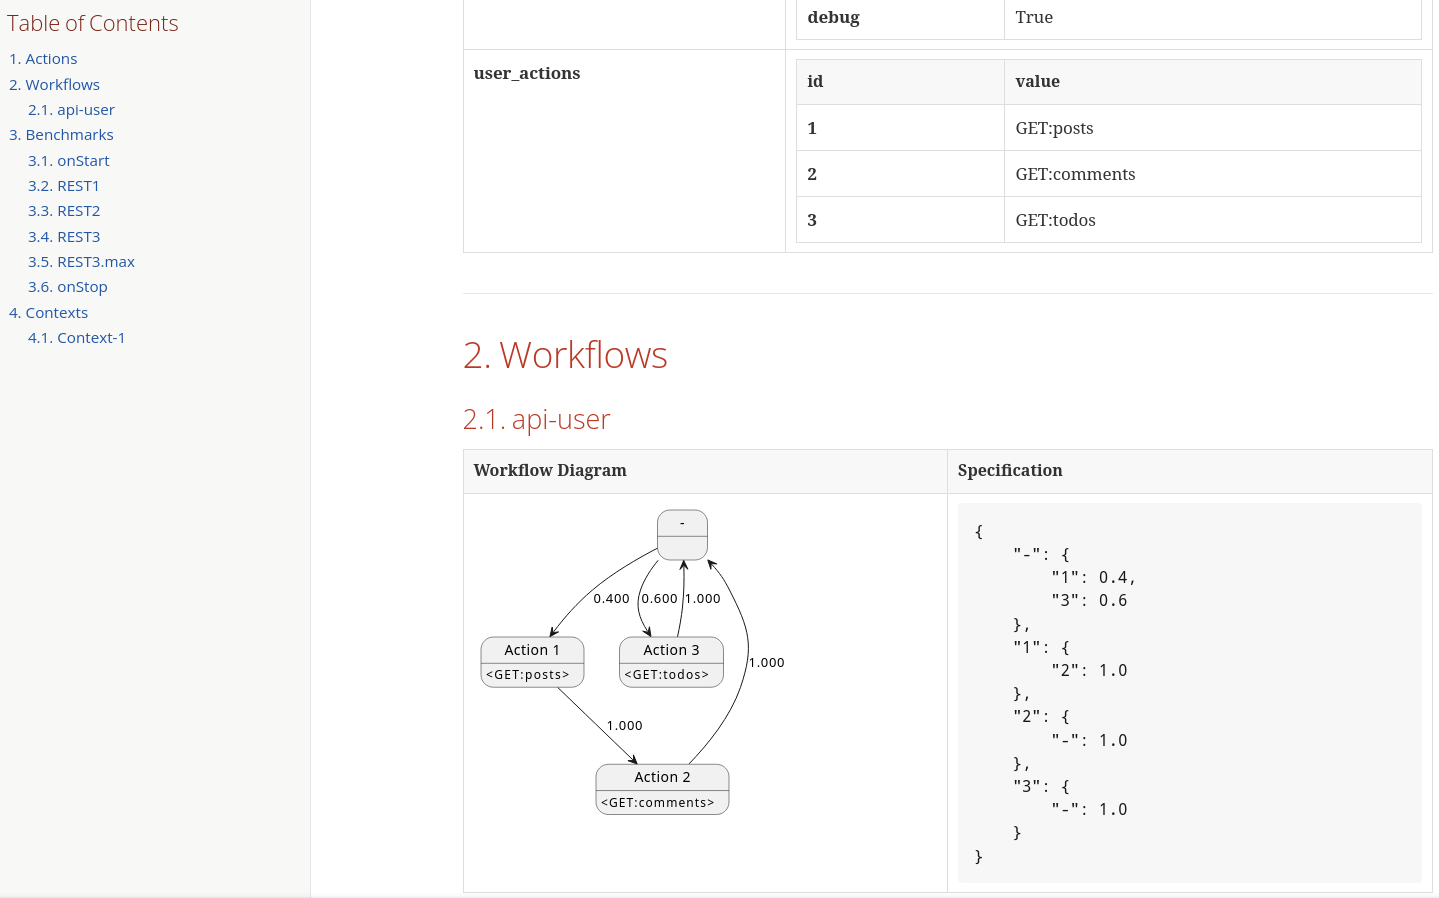 Table of Contents
1. Actions
2. Workflows
2.1. api-user
3. Benchmarks
3.1. onStart
3.2. REST1
3.3. REST2
3.4. REST3
3.5. REST3.max
3.6. onStop
4. Contexts
4.1. Context-1
debug True
user_actions
id value
1 GET:posts
2 GET:comments
3 GET:todos
2. Workflows
2.1. api-user
Workflow Diagram Specification
-
0.400 0.600 1.000
Action 1 Action 3
<GET:posts> <GET:todos>
1.000
1.000
Action 2
<GET:comments>
{
    "-": {
        "1": 0.4,
        "3": 0.6
    },
    "1": {
        "2": 1.0
    },
    "2": {
        "-": 1.0
    },
    "3": {
        "-": 1.0
    }
}